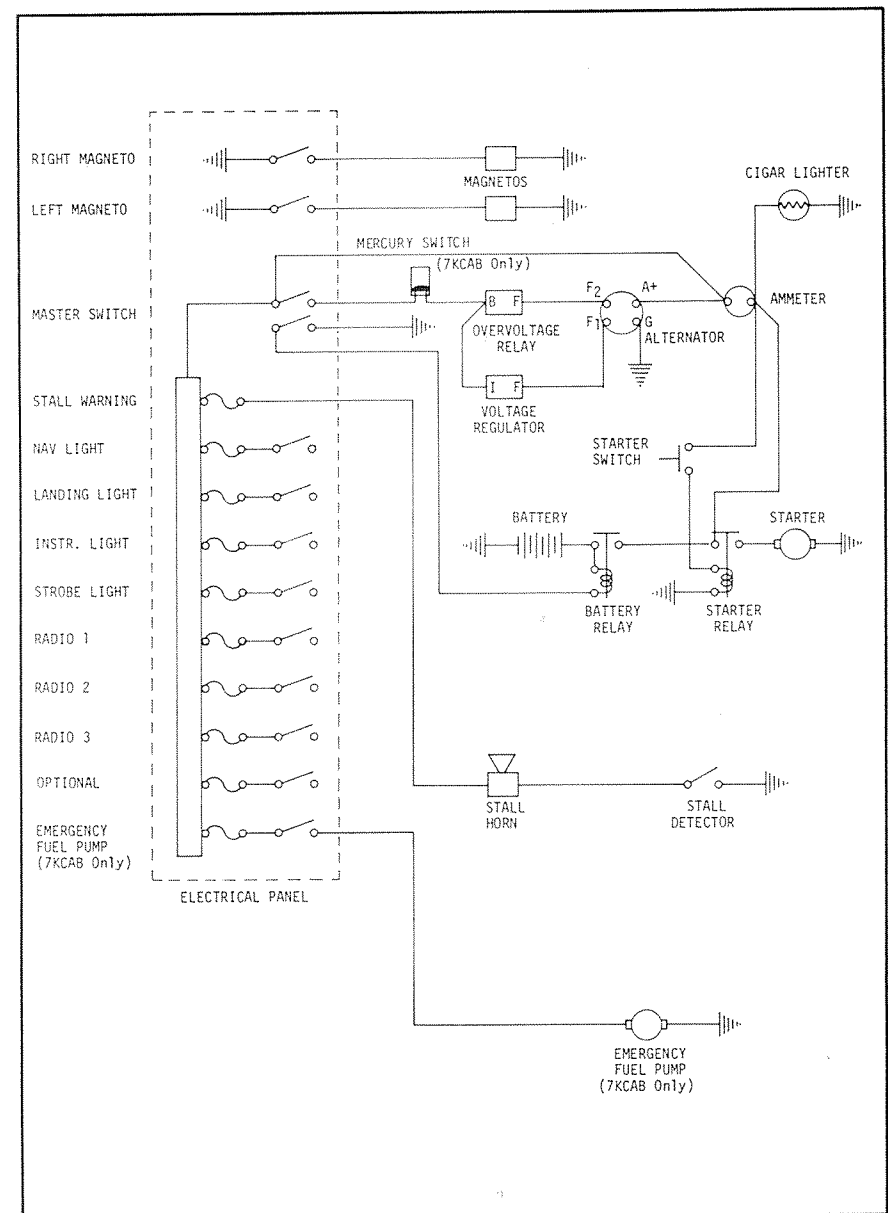 RIGHT MAGNETO
MAGNETOS
CIGAR LIGHTER
LEFT MAGNETO
MERCURY SWITCH
(7KCAB Only)
MASTER SWITCH
B F
OVERVOLTAGE
RELAY
F2
A+
F1
G
ALTERNATOR
AMMETER
I F
VOLTAGE
REGULATOR
STALL WARNING
NAV LIGHT
STARTER
SWITCH
LANDING LIGHT
BATTERY
STARTER
INSTR. LIGHT
STROBE LIGHT
BATTERY
RELAY
STARTER
RELAY
RADIO 1
RADIO 2
RADIO 3
OPTIONAL
STALL
HORN
STALL
DETECTOR
EMERGENCY
FUEL PUMP
(7KCAB Only)
ELECTRICAL PANEL
EMERGENCY
FUEL PUMP
(7KCAB Only)